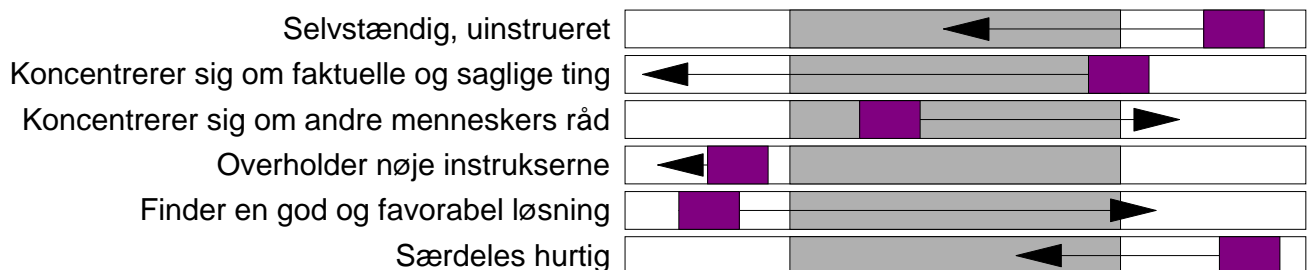 Selvstændig, uinstrueret
Koncentrerer sig om faktuelle og saglige ting
Koncentrerer sig om andre menneskers råd
Overholder nøje instrukserne
Finder en god og favorabel løsning
Særdeles hurtig